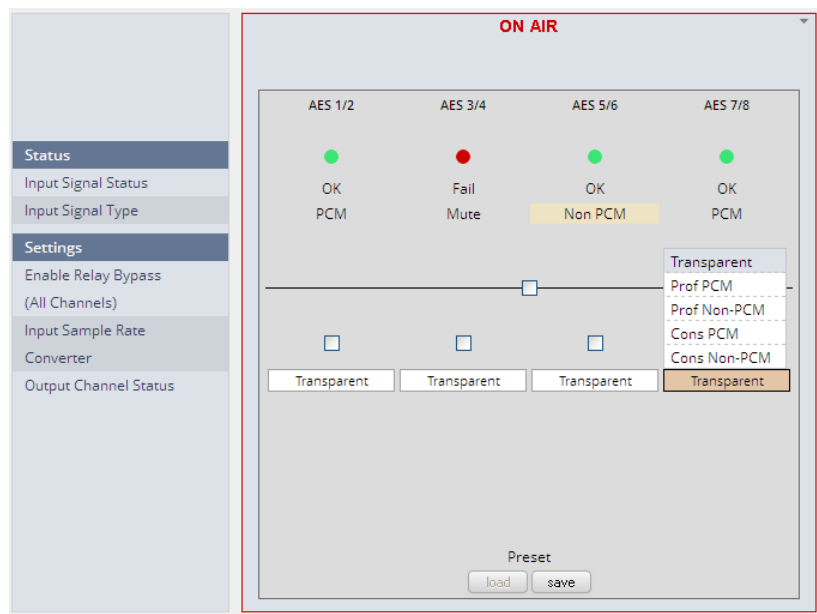 ON AIR
AES 1/2 AES 3/4 AES 5/6 AES 7/8
Status
Input Signal Status OK Fail OK OK
Input Signal Type PCM Mute Non PCM PCM
Settings
Enable Relay Bypass
(All Channels)
Input Sample Rate
Converter
Output Channel Status
Transparent
Prof PCM
Prof Non-PCM
Cons PCM
Cons Non-PCM
Transparent Transparent Transparent Transparent
Preset
load save